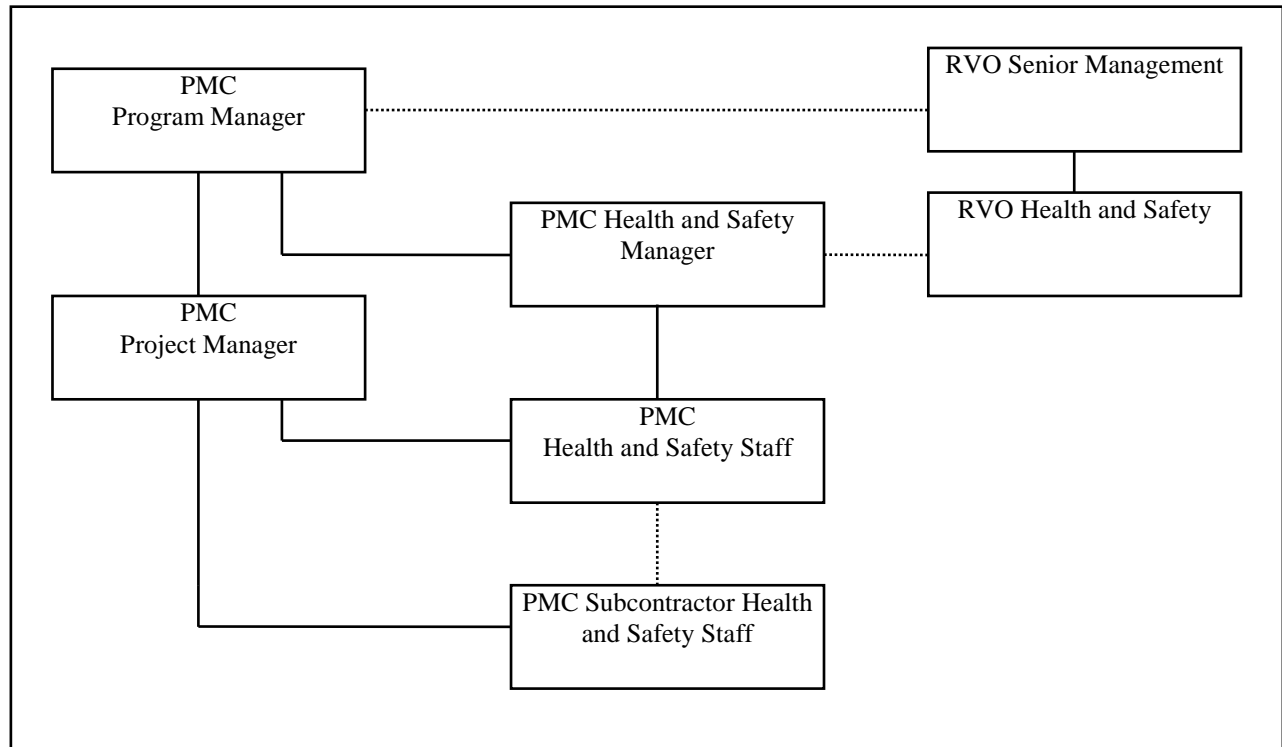 PMC
Program Manager
RVO Senior Management
PMC Health and Safety
Manager
RVO Health and Safety
PMC
Project Manager
PMC
Health and Safety Staff
PMC Subcontractor Health
and Safety Staff